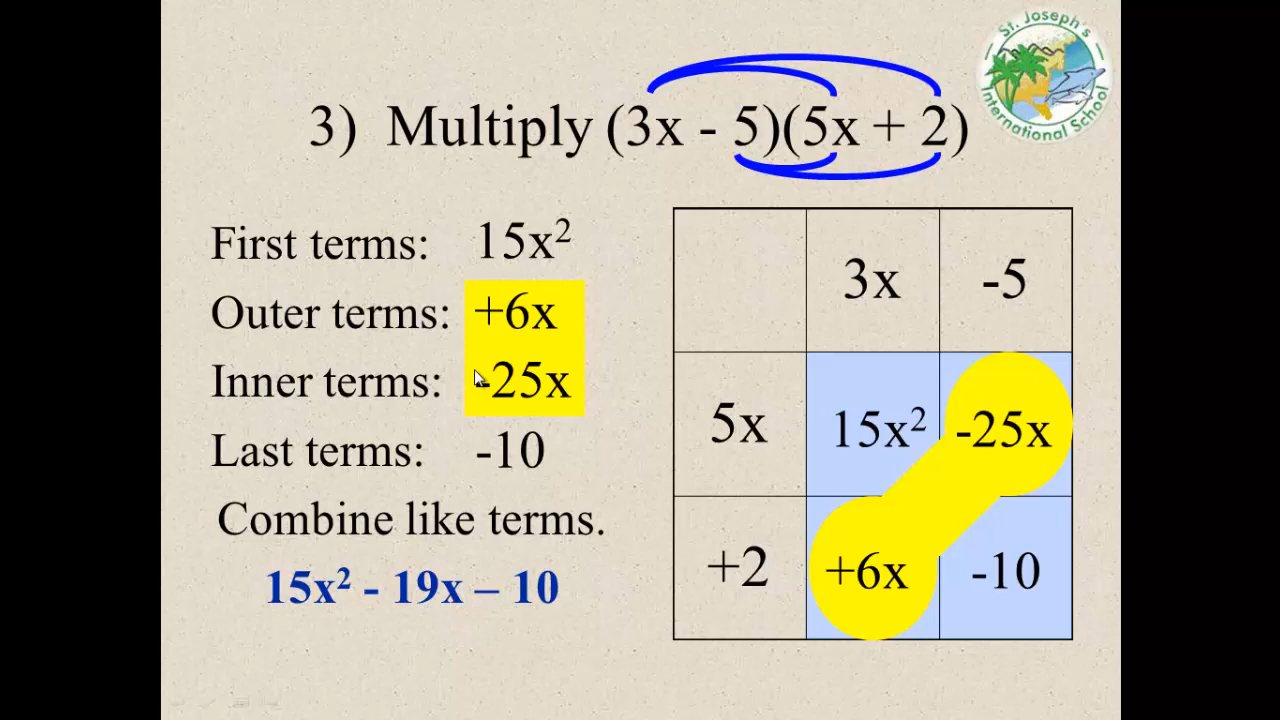 St. Joseph's
International School
3) Multiply (3x - 5)(5x + 2)
First terms: 15x²
Outer terms: +6x
Inner terms: -25x
Last terms: -10
Combine like terms.
15x² - 19x – 10
3x -5
5x 15x² -25x
+2 +6x -10